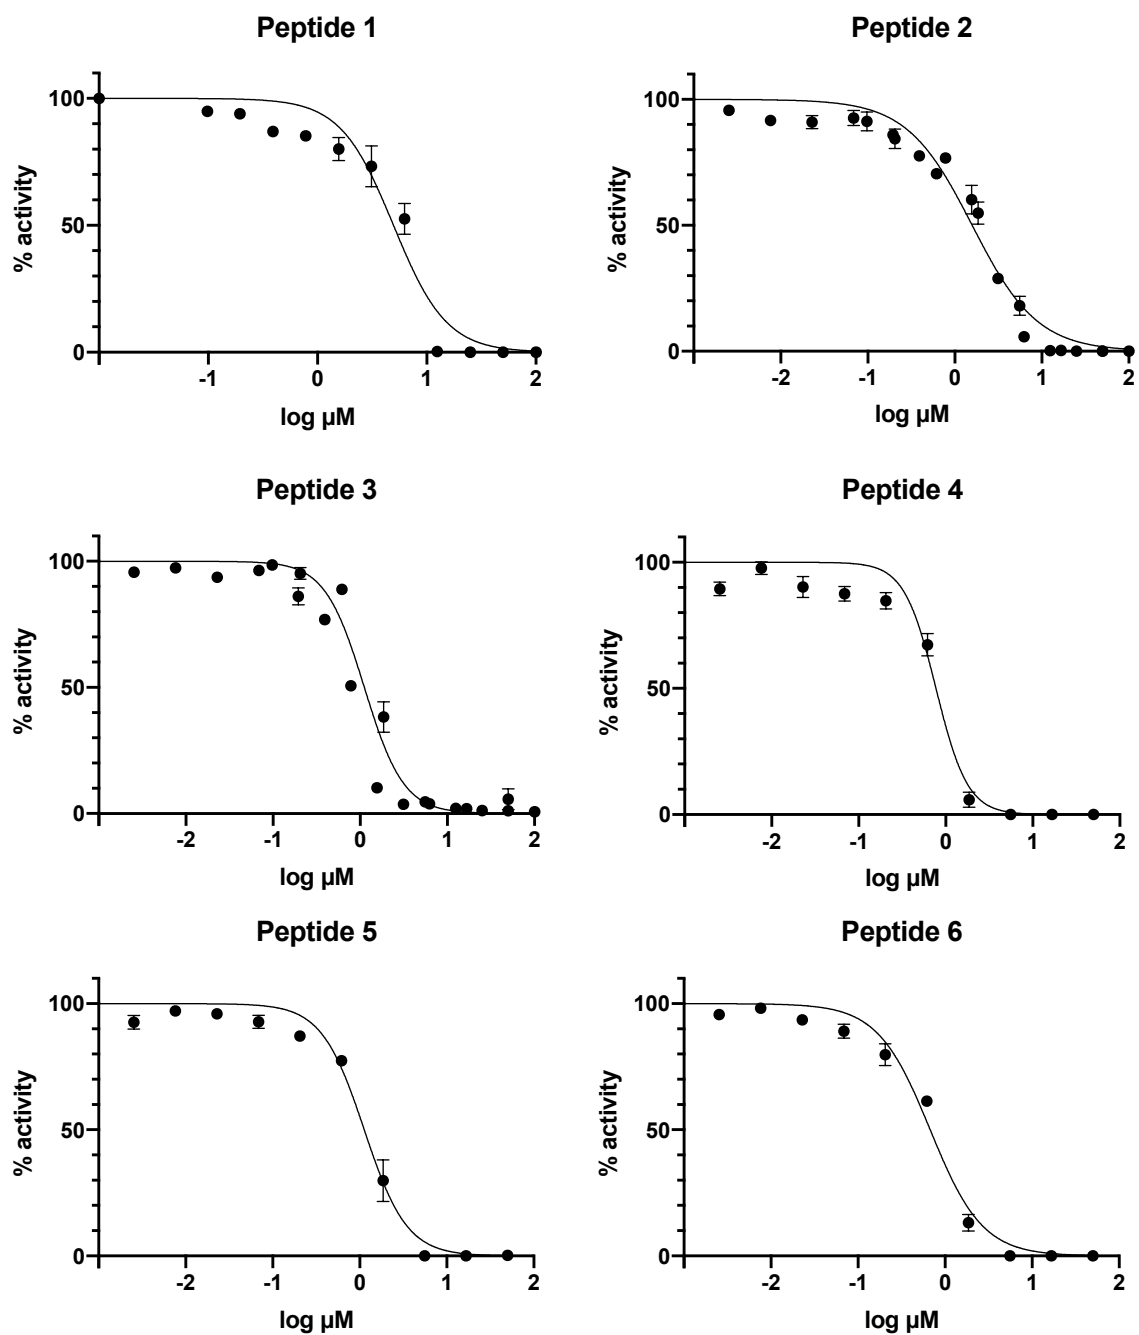 Peptide 1
% activity
100
50
0
-1 0 1 2
log µM
Peptide 2
% activity
100
50
0
-2 -1 0 1 2
log µM
Peptide 3
% activity
100
50
0
-2 -1 0 1 2
log µM
Peptide 4
% activity
100
50
0
-2 -1 0 1 2
log µM
Peptide 5
% activity
100
50
0
-2 -1 0 1 2
log µM
Peptide 6
% activity
100
50
0
-2 -1 0 1 2
log µM